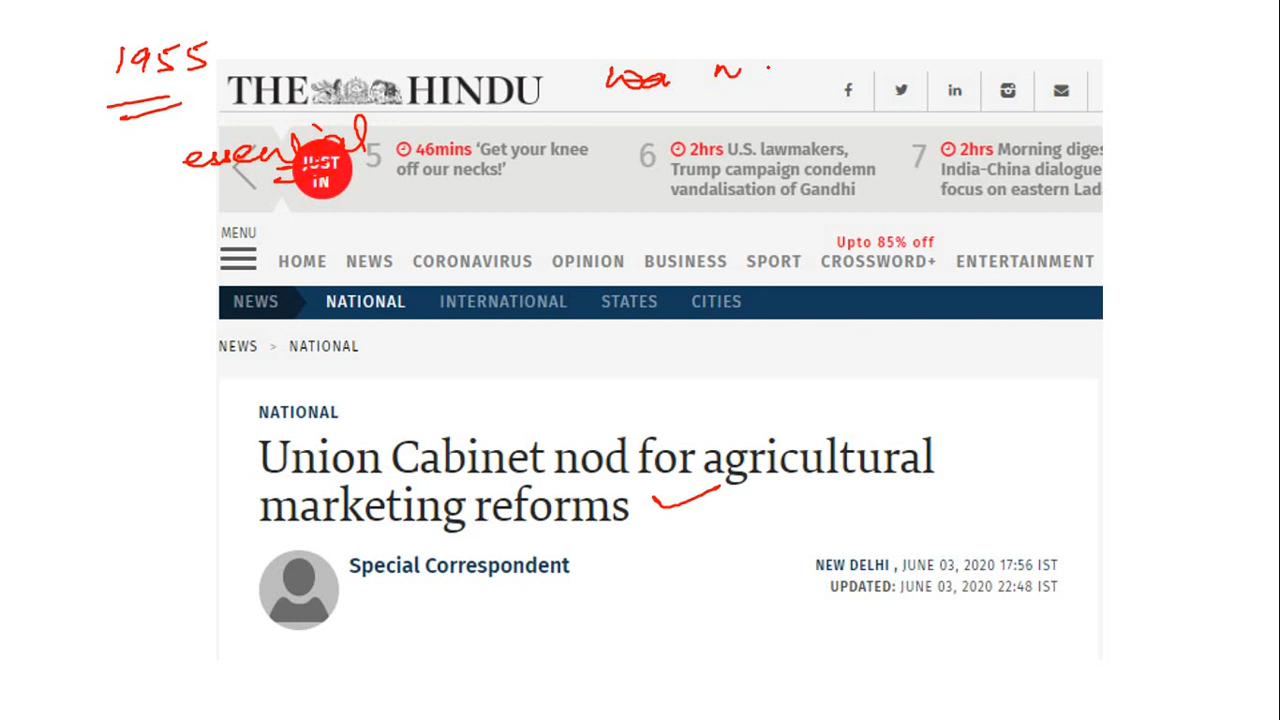 1955
THE HINDU
essential
JUST IN
5 46mins ‘Get your knee off our necks!’
6 2hrs U.S. lawmakers, Trump campaign condemn vandalisation of Gandhi
7 2hrs Morning diges India-China dialogue focus on eastern Lad
MENU
Upto 85% off
HOME NEWS CORONAVIRUS OPINION BUSINESS SPORT CROSSWORD+ ENTERTAINMENT
NEWS NATIONAL INTERNATIONAL STATES CITIES
NEWS > NATIONAL
NATIONAL
Union Cabinet nod for agricultural
marketing reforms
Special Correspondent
NEW DELHI , JUNE 03, 2020 17:56 IST
UPDATED: JUNE 03, 2020 22:48 IST